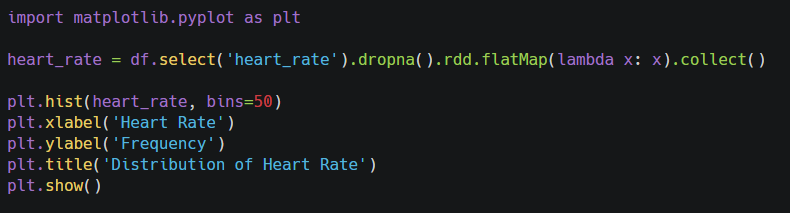 import matplotlib.pyplot as plt
heart_rate = df.select('heart_rate').dropna().rdd.flatMap(lambda x: x).collect()
plt.hist(heart_rate, bins=50)
plt.xlabel('Heart Rate')
plt.ylabel('Frequency')
plt.title('Distribution of Heart Rate')
plt.show()